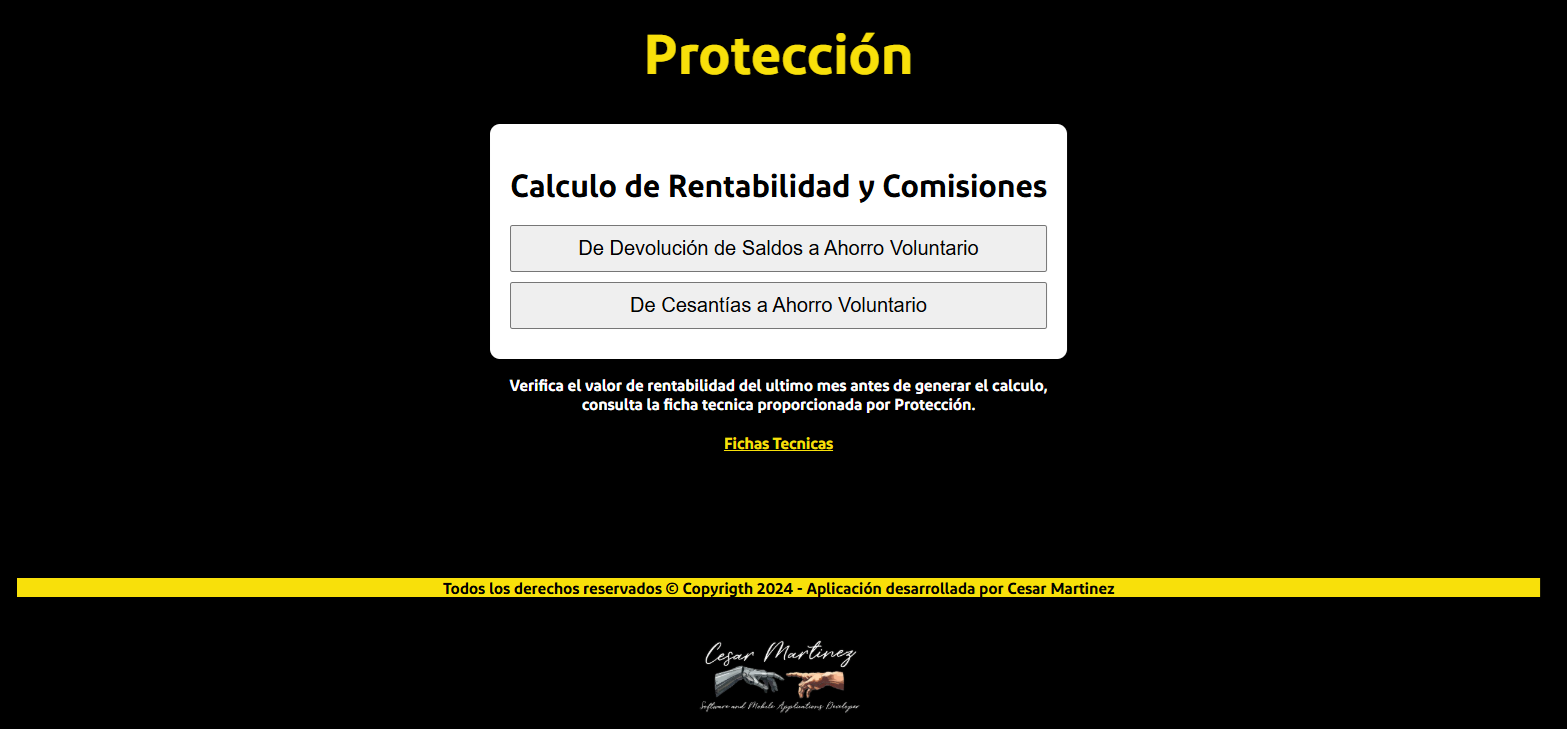 Protección
Calculo de Rentabilidad y Comisiones
De Devolución de Saldos a Ahorro Voluntario
De Cesantías a Ahorro Voluntario
Verifica el valor de rentabilidad del ultimo mes antes de generar el calculo,
consulta la ficha tecnica proporcionada por Protección.
Fichas Tecnicas
Todos los derechos reservados © Copyrigth 2024 - Aplicación desarrollada por Cesar Martinez
Cesar Martinez
Software and Mobile Applications Developer